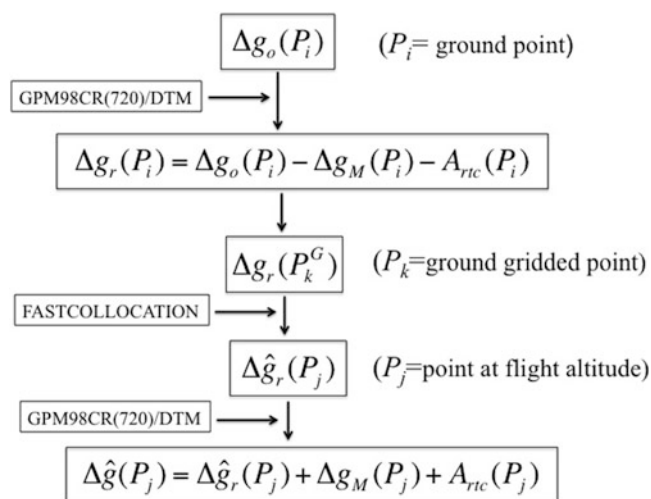 Δg_o(P_i) (P_i= ground point)
GPM98CR(720)/DTM
Δg_r(P_i) = Δg_o(P_i) − Δg_M(P_i) − A_rtc(P_i)
Δg_r(P_k^G) (P_k=ground gridded point)
FASTCOLLOCATION
Δĝ_r(P_j) (P_j=point at flight altitude)
GPM98CR(720)/DTM
Δĝ(P_j) = Δĝ_r(P_j) + Δg_M(P_j) + A_rtc(P_j)